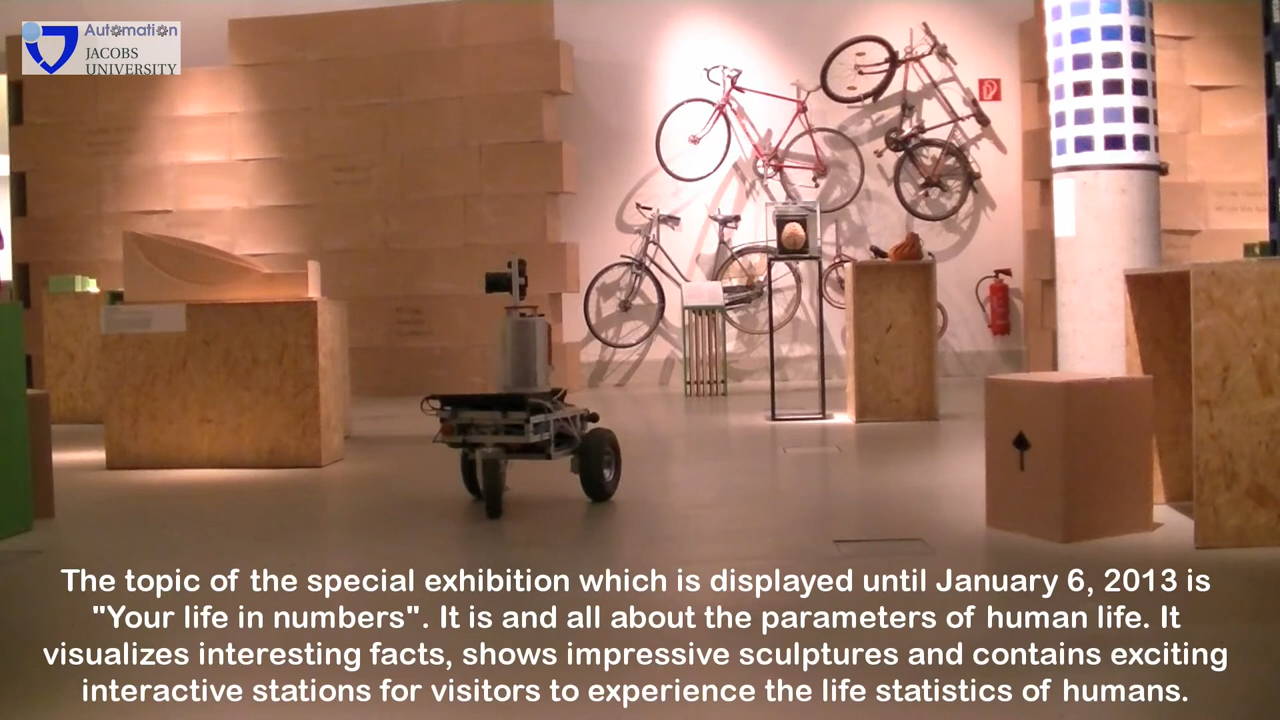 Automation
JACOBS
UNIVERSITY
The topic of the special exhibition which is displayed until January 6, 2013 is
"Your life in numbers". It is and all about the parameters of human life. It
visualizes interesting facts, shows impressive sculptures and contains exciting
interactive stations for visitors to experience the life statistics of humans.